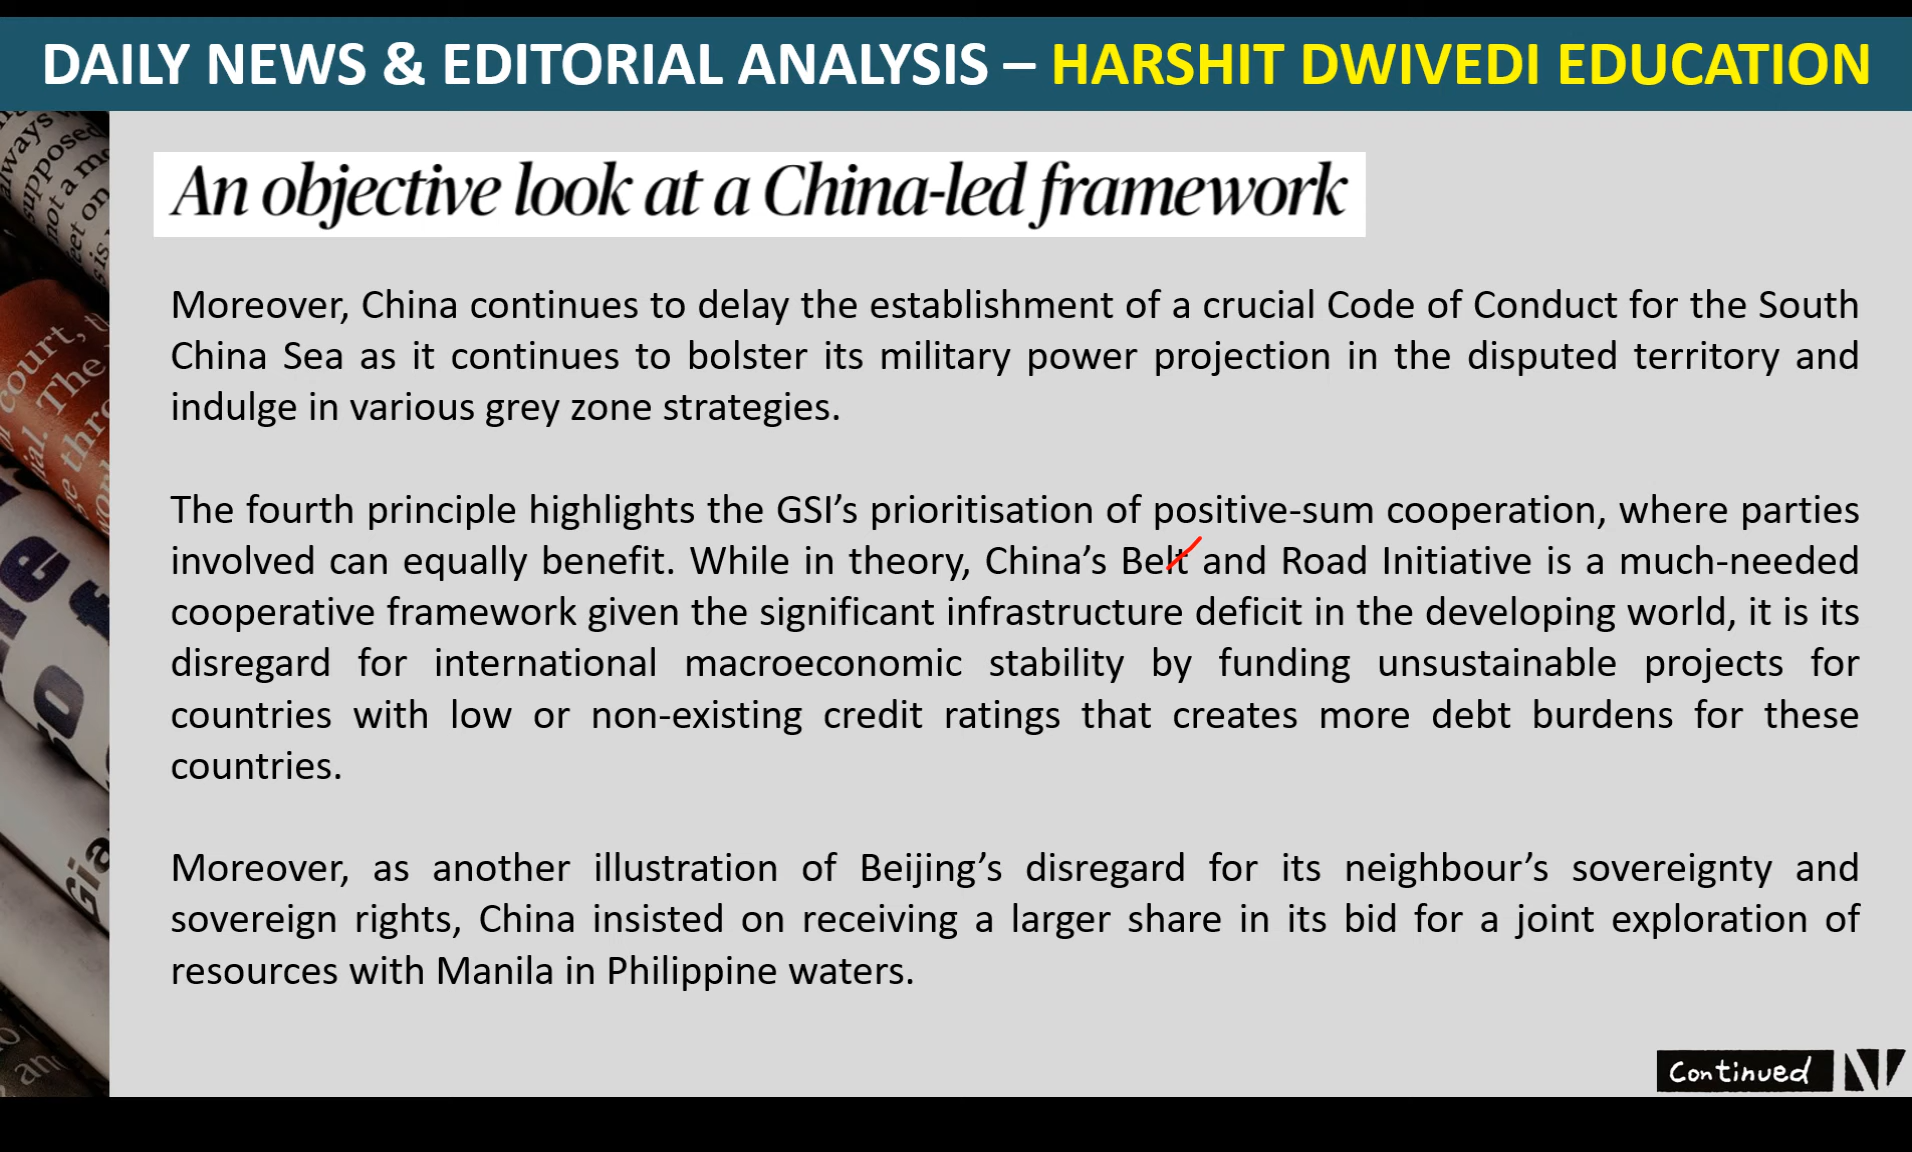 DAILY NEWS & EDITORIAL ANALYSIS – HARSHIT DWIVEDI EDUCATION
An objective look at a China-led framework
Moreover, China continues to delay the establishment of a crucial Code of Conduct for the South
China Sea as it continues to bolster its military power projection in the disputed territory and
indulge in various grey zone strategies.
The fourth principle highlights the GSI’s prioritisation of positive-sum cooperation, where parties
involved can equally benefit. While in theory, China’s Belt and Road Initiative is a much-needed
cooperative framework given the significant infrastructure deficit in the developing world, it is its
disregard for international macroeconomic stability by funding unsustainable projects for
countries with low or non-existing credit ratings that creates more debt burdens for these
countries.
Moreover, as another illustration of Beijing’s disregard for its neighbour’s sovereignty and
sovereign rights, China insisted on receiving a larger share in its bid for a joint exploration of
resources with Manila in Philippine waters.
Continued
always
supposed
not a
eet on
court,
The